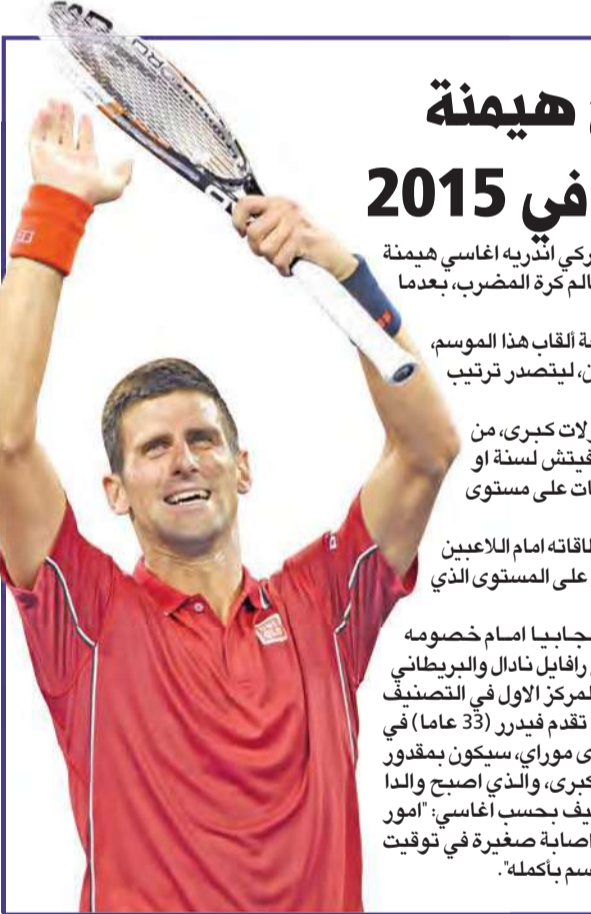 هيمنة
في 2015
ركي اندريه اغاسي هيمنة
الم كرة المضرب، بعدما
ة ألقاب هذا الموسم،
ن، ليتصدر ترتيب
ولات كبرى، من
فيتش لسنة او
ات على مستوى
طاقاته امام اللاعبين
على المستوى الذي
جابيا امام خصومه
رافايل نادال والبريطاني
لمركز الاول في التصنيف
تقدم فيدرر (33 عاما) في
ى موراي، سيكون بمقدور
كبرى، والذي اصبح والدا
يف بحسب اغاسي: "امور
اصابة صغيرة في توقيت
سم بأكمله".